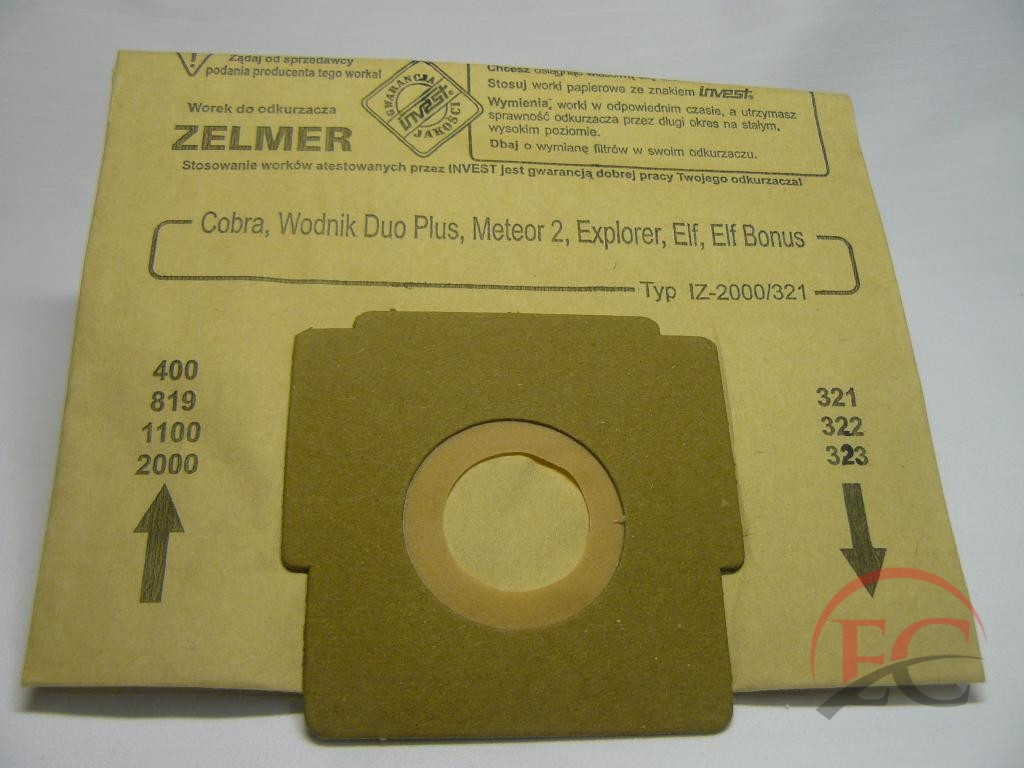 Żądaj od sprzedawcy
podania producenta tego worka!
Worek do odkurzacza
ZELMER
GWARANCJA
invest
JAKOŚCI
Chcesz osiągnąć
Stosuj worki papierowe ze znakiem invest.
Wymieniaj worki w odpowiednim czasie, a utrzymasz
sprawność odkurzacza przez długi okres na stałym,
wysokim poziomie.
Dbaj o wymianę filtrów w swoim odkurzaczu.
Stosowanie worków atestowanych przez INVEST jest gwarancją dobrej pracy Twojego odkurzacza!
Cobra, Wodnik Duo Plus, Meteor 2, Explorer, Elf, Elf Bonus
Typ IZ-2000/321
400
819
1100
2000
321
322
323
EC